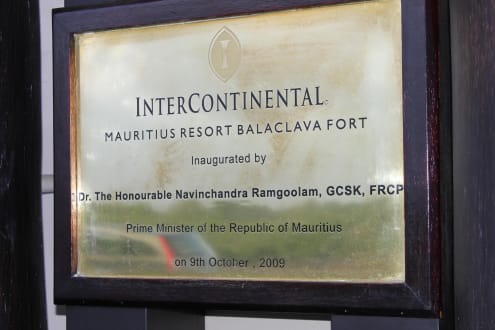 INTERCONTINENTAL
MAURITIUS RESORT BALACLAVA FORT
Inaugurated by
Dr. The Honourable Navinchandra Ramgoolam, GCSK, FRCP
Prime Minister of the Republic of Mauritius
on 9th October , 2009